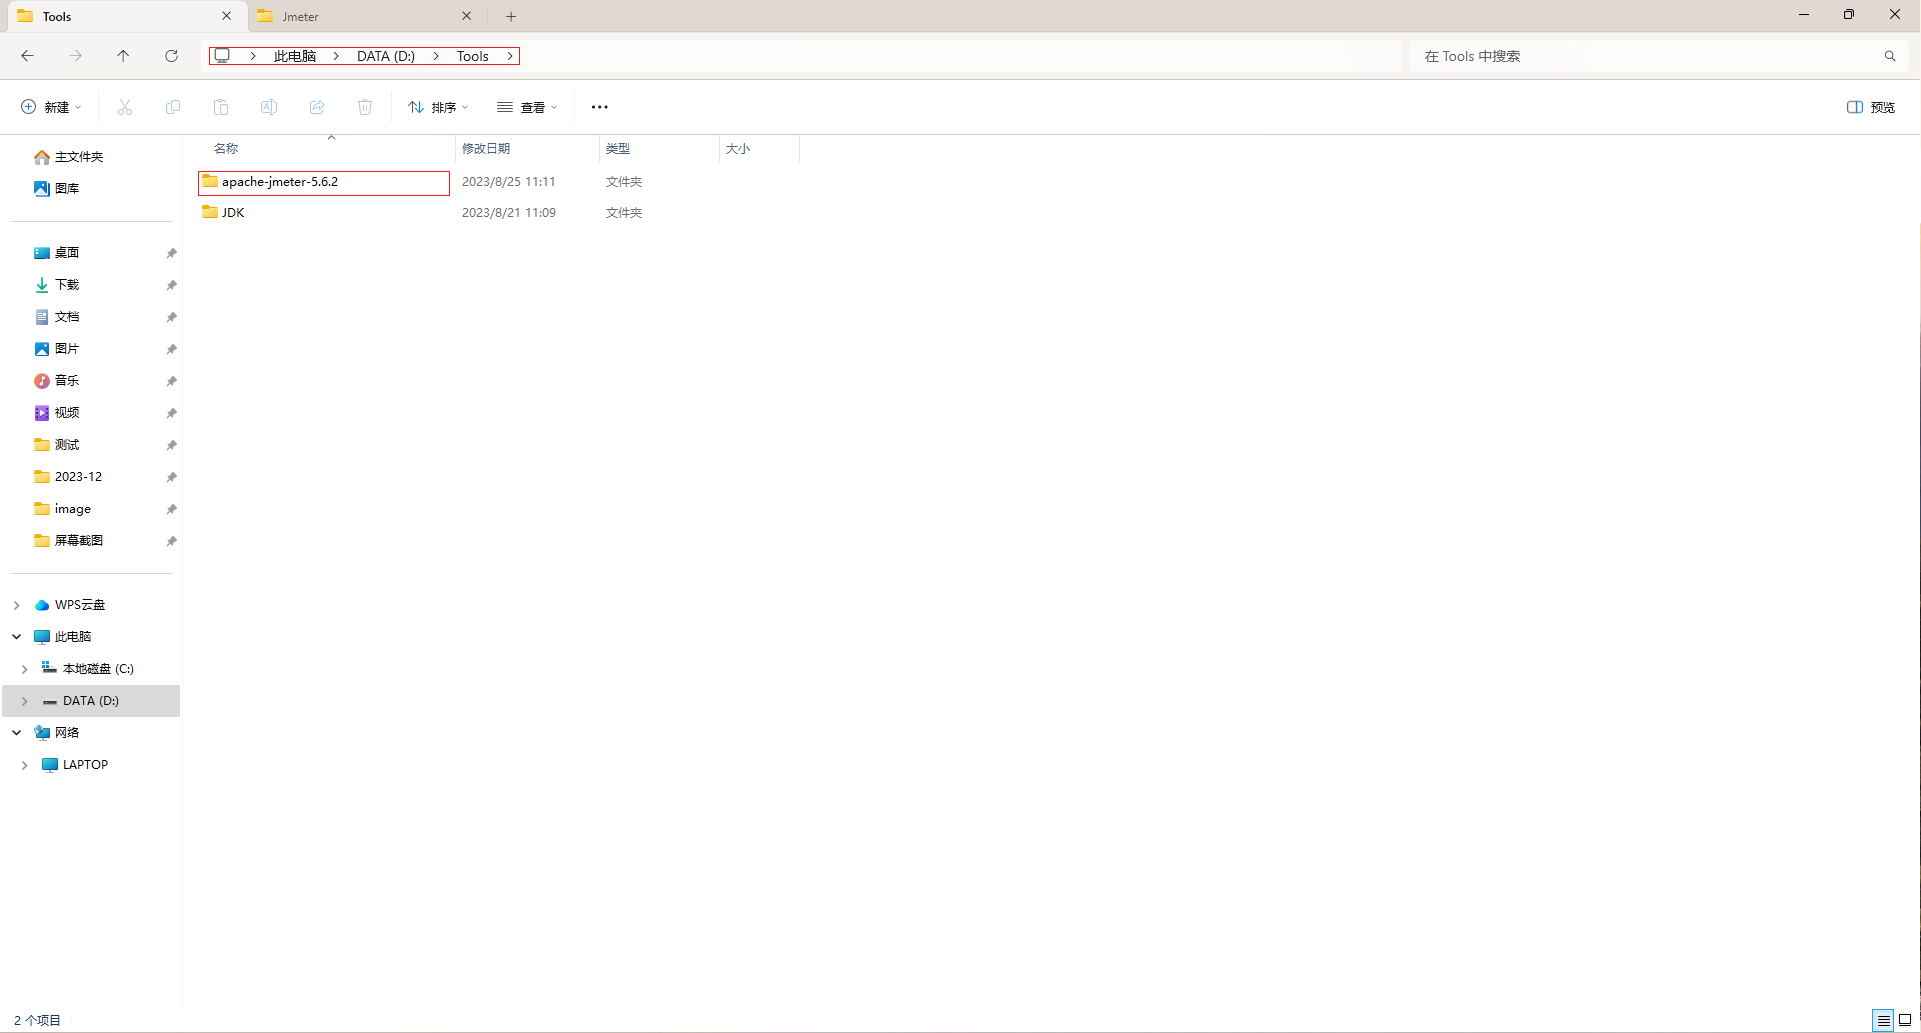 Tools
Jmeter
此电脑 DATA (D:) Tools
在 Tools 中搜索
新建
排序
查看
预览
主文件夹
图库
桌面
下载
文档
图片
音乐
视频
测试
2023-12
image
屏幕截图
WPS云盘
此电脑
本地磁盘 (C:)
DATA (D:)
网络
LAPTOP
名称 修改日期 类型 大小
apache-jmeter-5.6.2 2023/8/25 11:11 文件夹
JDK 2023/8/21 11:09 文件夹
2 个项目